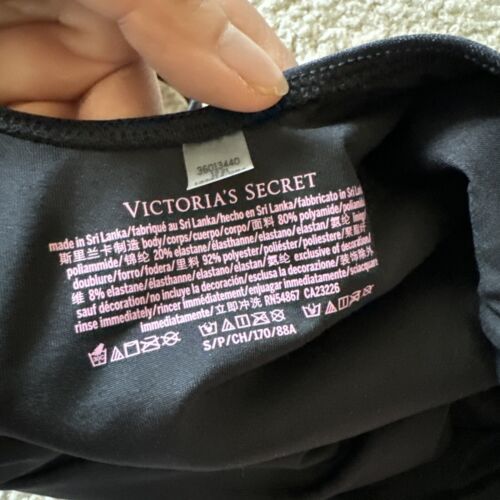 36013440
VICTORIA'S SECRET
made in Sri Lanka/fabriqué au Sri Lanka/hecho en Sri Lanka/fabbricato in Sri Lanka/
斯里兰卡制造 body/corps/cuerpo/corpo/面料 80% polyamide/poliamida/
poliammide/锦纶 20% elastane/élasthanne/elastano/elastan/氨纶 lining/
doublure/forro/fodera/里料 92% polyester/poliéster/poliestere/聚酯纤
维 8% elastane/élasthanne/elastano/elastan/氨纶 exclusive of decoration/
sauf décoration/no incluye la decoración/esclusa la decorazione/装饰除外
rinse immediately/rincer immédiatement/enjuagar inmediatamente/sciacquare
immediatamente/立即冲洗 RN54867 CA23226
S/P/CH/170/88A